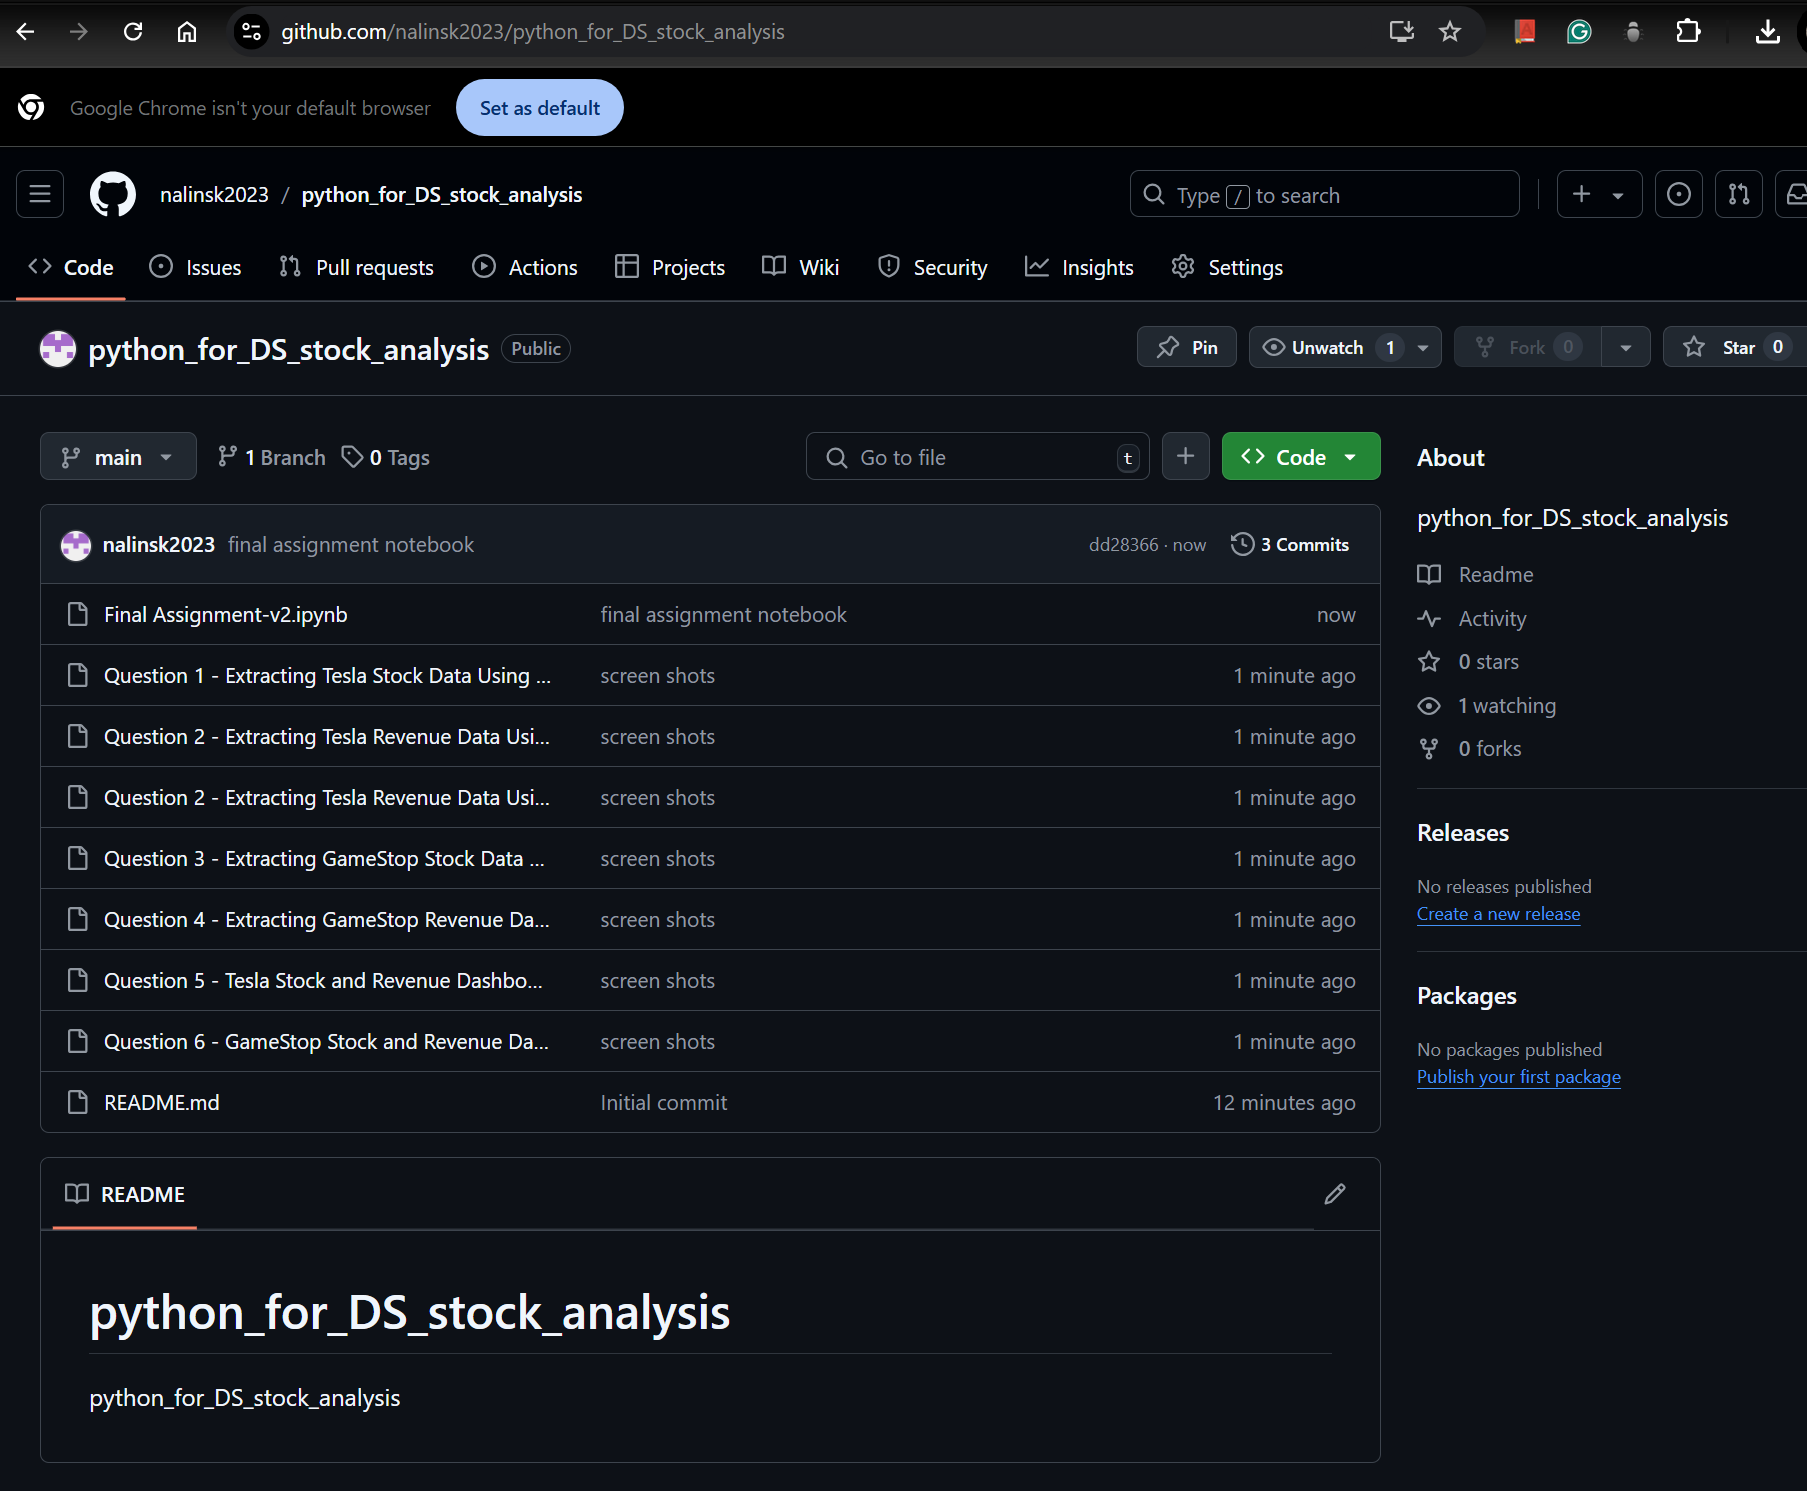 github.com/nalinsk2023/python_for_DS_stock_analysis
Google Chrome isn't your default browser
Set as default
nalinsk2023 / python_for_DS_stock_analysis
Type / to search
Code
Issues
Pull requests
Actions
Projects
Wiki
Security
Insights
Settings
python_for_DS_stock_analysis
Public
Pin
Unwatch 1
Fork 0
Star 0
main
1 Branch
0 Tags
Go to file
t
Code
nalinsk2023 final assignment notebook
dd28366 · now
3 Commits
Final Assignment-v2.ipynb final assignment notebook now
Question 1 - Extracting Tesla Stock Data Using ... screen shots 1 minute ago
Question 2 - Extracting Tesla Revenue Data Usi... screen shots 1 minute ago
Question 2 - Extracting Tesla Revenue Data Usi... screen shots 1 minute ago
Question 3 - Extracting GameStop Stock Data ... screen shots 1 minute ago
Question 4 - Extracting GameStop Revenue Da... screen shots 1 minute ago
Question 5 - Tesla Stock and Revenue Dashbo... screen shots 1 minute ago
Question 6 - GameStop Stock and Revenue Da... screen shots 1 minute ago
README.md Initial commit 12 minutes ago
README
python_for_DS_stock_analysis
python_for_DS_stock_analysis
About
python_for_DS_stock_analysis
Readme
Activity
0 stars
1 watching
0 forks
Releases
No releases published
Create a new release
Packages
No packages published
Publish your first package